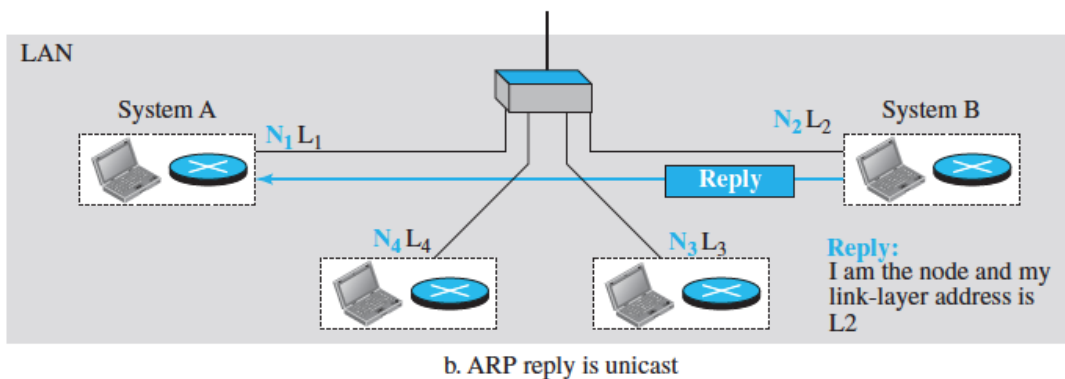 LAN
System A
System B
N1 L1
N2 L2
Reply
N4 L4
N3 L3
Reply:
I am the node and my
link-layer address is
L2
b. ARP reply is unicast